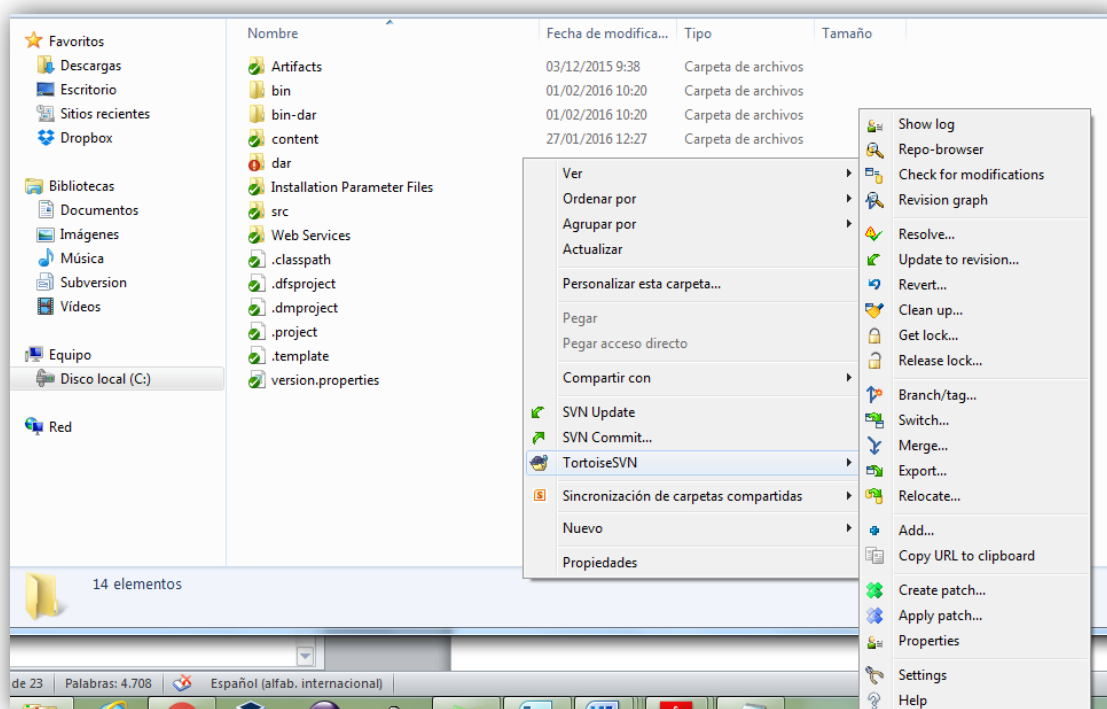 Nombre
Fecha de modifica...
Tipo
Tamaño
Favoritos
Descargas
Escritorio
Sitios recientes
Dropbox
Bibliotecas
Documentos
Imágenes
Música
Subversion
Vídeos
Equipo
Disco local (C:)
Red
Artifacts 03/12/2015 9:38 Carpeta de archivos
bin 01/02/2016 10:20 Carpeta de archivos
bin-dar 01/02/2016 10:20 Carpeta de archivos
content 27/01/2016 12:27 Carpeta de archivos
dar
Installation Parameter Files
src
Web Services
.classpath
.dfsproject
.dmproject
.project
.template
version.properties
Ver
Ordenar por
Agrupar por
Actualizar
Personalizar esta carpeta...
Pegar
Pegar acceso directo
Compartir con
SVN Update
SVN Commit...
TortoiseSVN
Sincronización de carpetas compartidas
Nuevo
Propiedades
Show log
Repo-browser
Check for modifications
Revision graph
Resolve...
Update to revision...
Revert...
Clean up...
Get lock...
Release lock...
Branch/tag...
Switch...
Merge...
Export...
Relocate...
Add...
Copy URL to clipboard
Create patch...
Apply patch...
Properties
Settings
Help
14 elementos
de 23 Palabras: 4.708 Español (alfab. internacional)